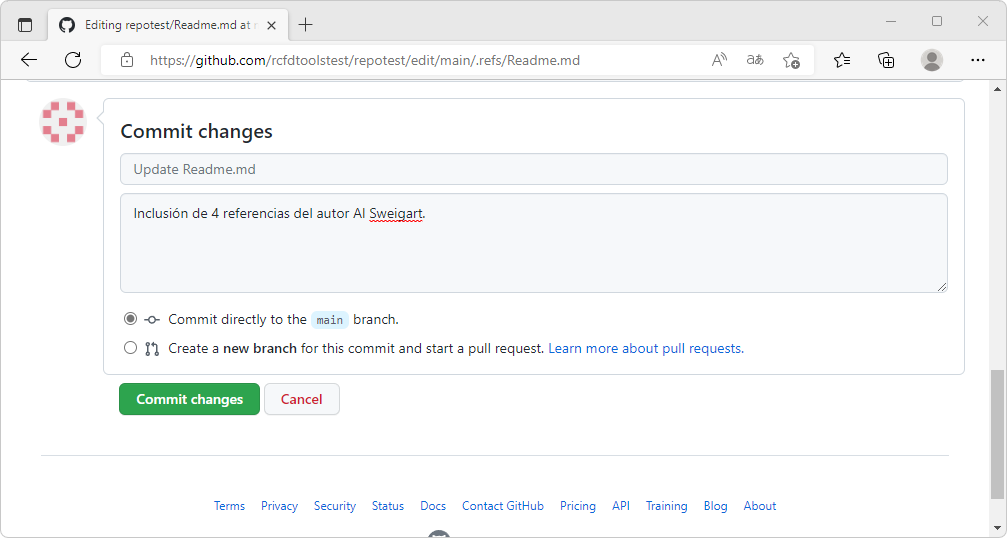 Editing repotest/Readme.md at
https://github.com/rcfdtoolstest/repotest/edit/main/.refs/Readme.md
Commit changes
Update Readme.md
Inclusión de 4 referencias del autor Al Sweigart.
Commit directly to the main branch.
Create a new branch for this commit and start a pull request. Learn more about pull requests.
Commit changes Cancel
Terms Privacy Security Status Docs Contact GitHub Pricing API Training Blog About